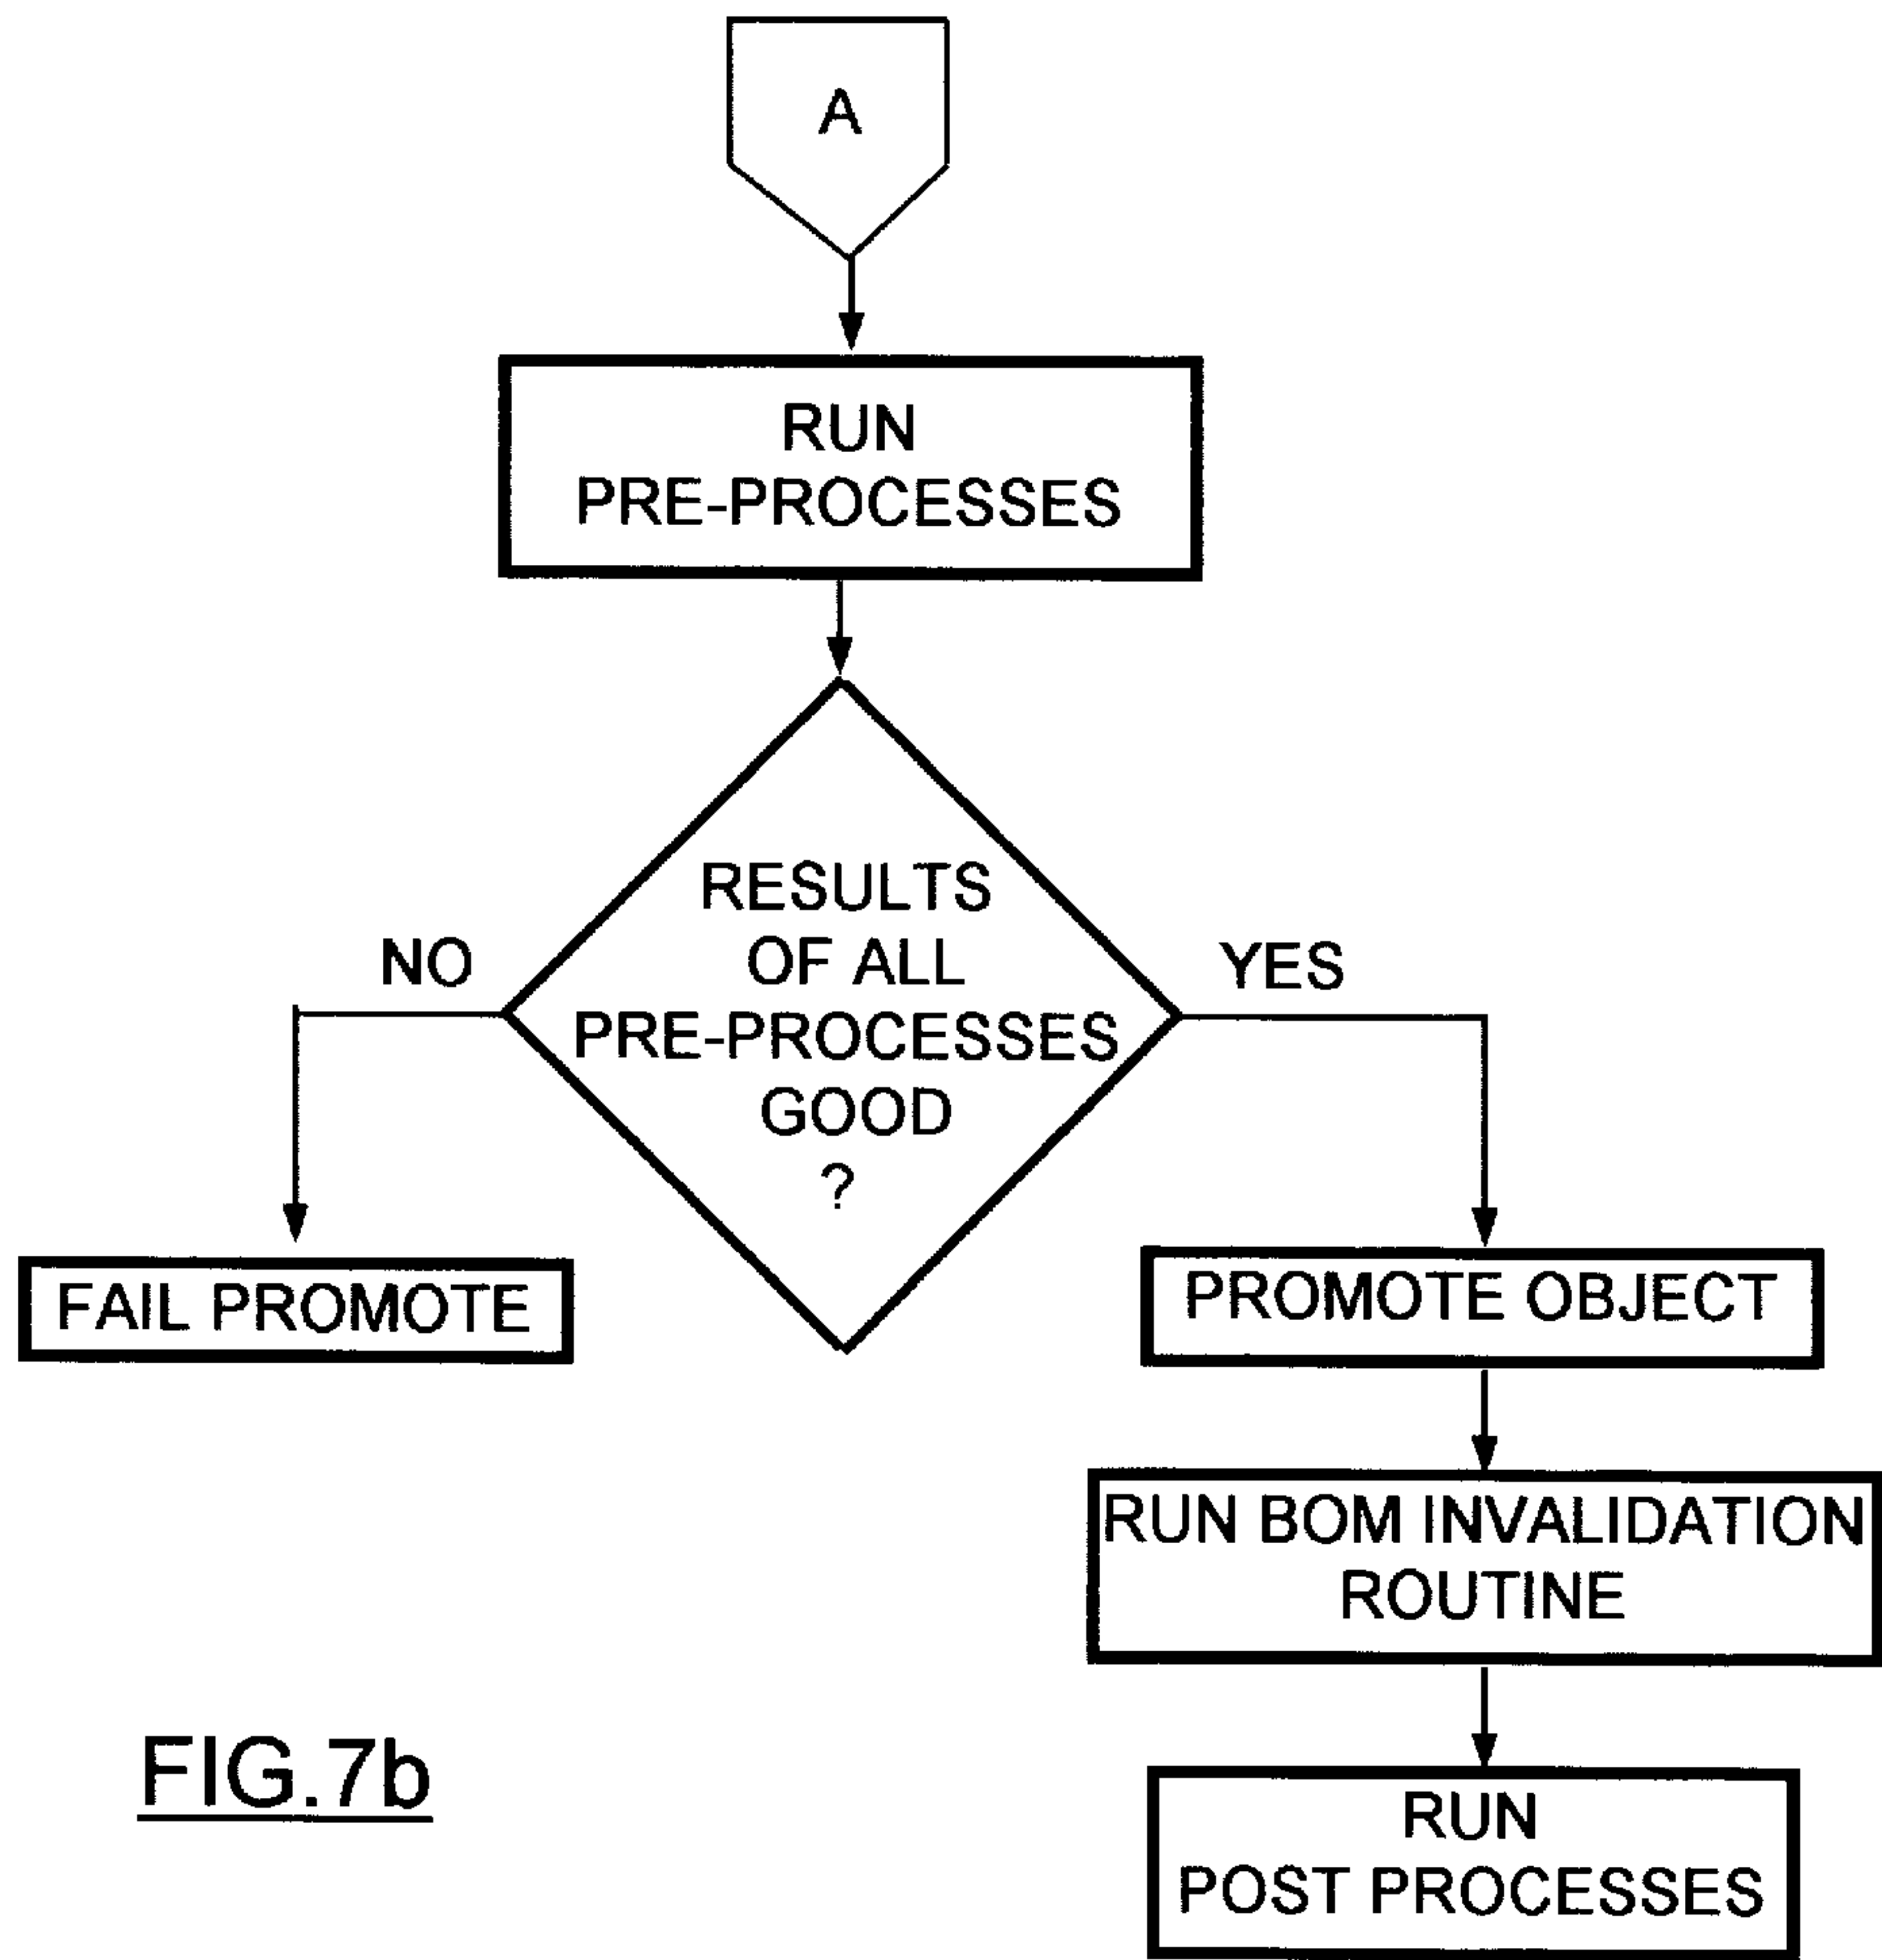 A
RUN
PRE-PROCESSES
RESULTS
OF ALL
PRE-PROCESSES
GOOD
?
NO
YES
FAIL PROMOTE
PROMOTE OBJECT
RUN BOM INVALIDATION
ROUTINE
RUN
POST PROCESSES
FIG.7b